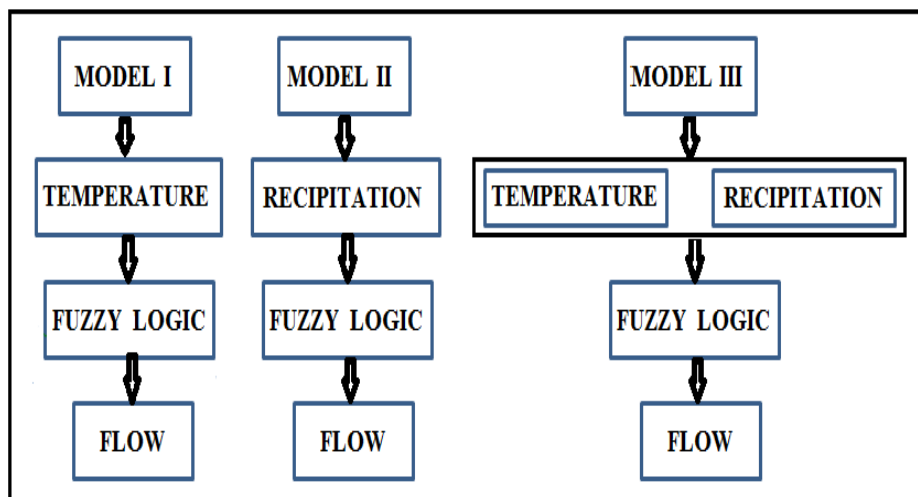 MODEL I
TEMPERATURE
FUZZY LOGIC
FLOW
MODEL II
RECIPITATION
FUZZY LOGIC
FLOW
MODEL III
TEMPERATURE
RECIPITATION
FUZZY LOGIC
FLOW